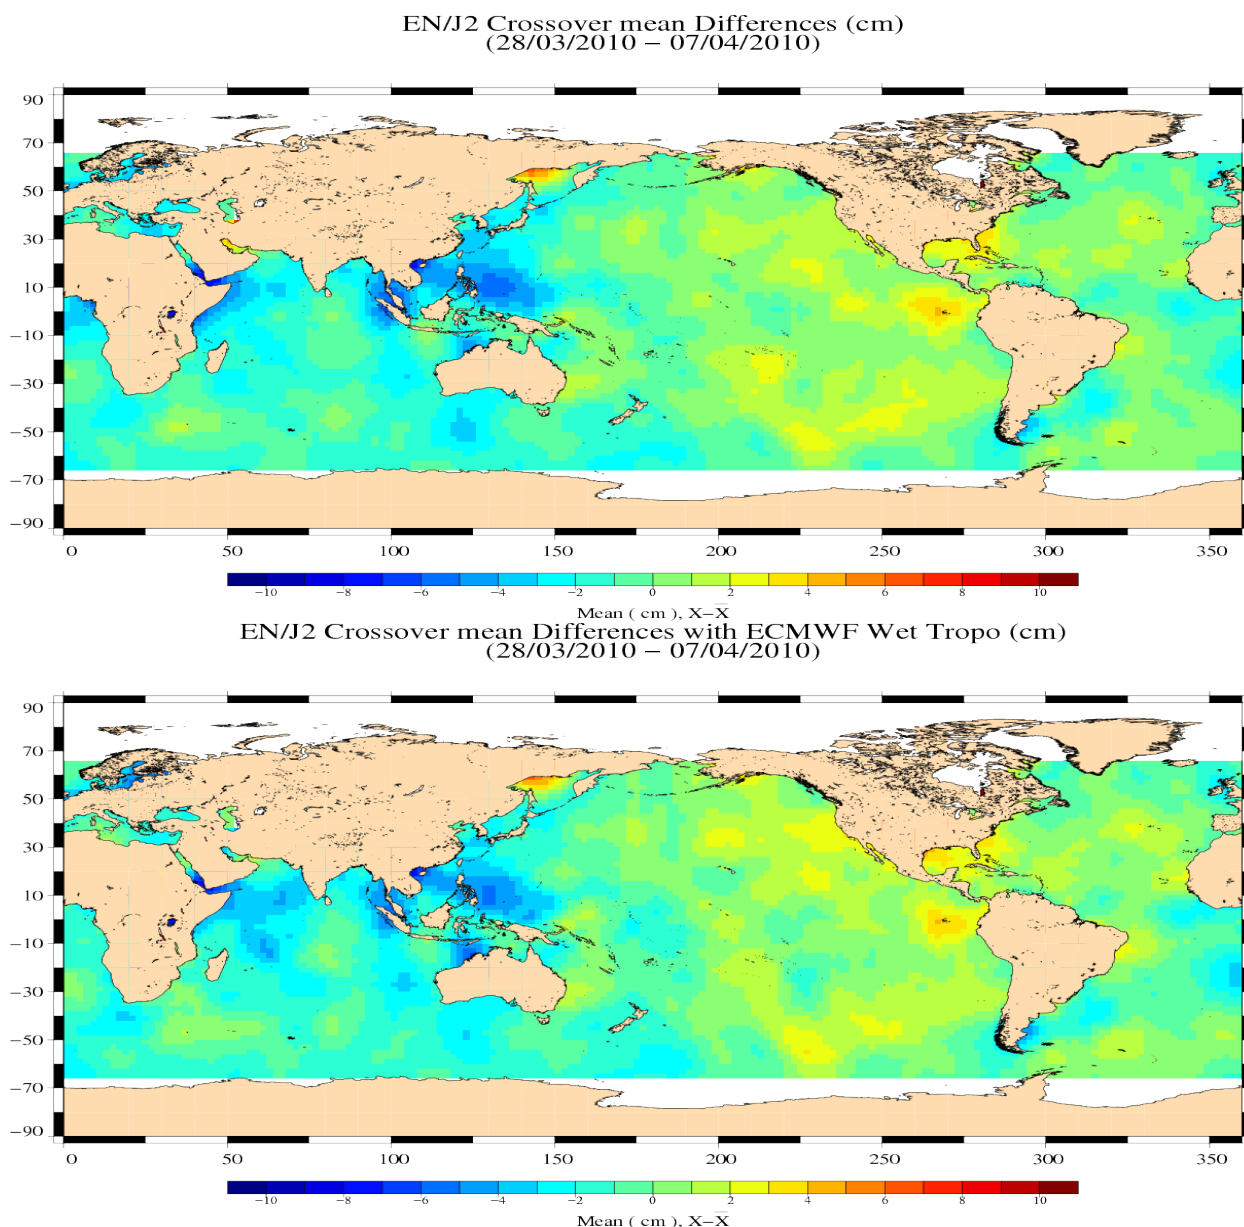 EN/J2 Crossover mean Differences (cm)
(28/03/2010 − 07/04/2010)
90
70
50
30
10
−10
−30
−50
−70
−90
0 50 100 150 200 250 300 350
−10 −8 −6 −4 −2 0 2 4 6 8 10
Mean ( cm ), X−X̅
EN/J2 Crossover mean Differences with ECMWF Wet Tropo (cm)
(28/03/2010 − 07/04/2010)
90
70
50
30
10
−10
−30
−50
−70
−90
0 50 100 150 200 250 300 350
−10 −8 −6 −4 −2 0 2 4 6 8 10
Mean ( cm ), X−X̅